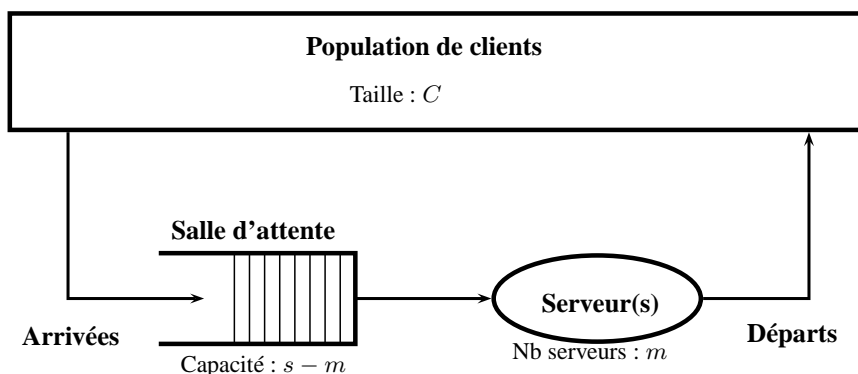 Population de clients
Taille : C
Salle d'attente
Serveur(s)
Arrivées
Départs
Capacité : s − m
Nb serveurs : m